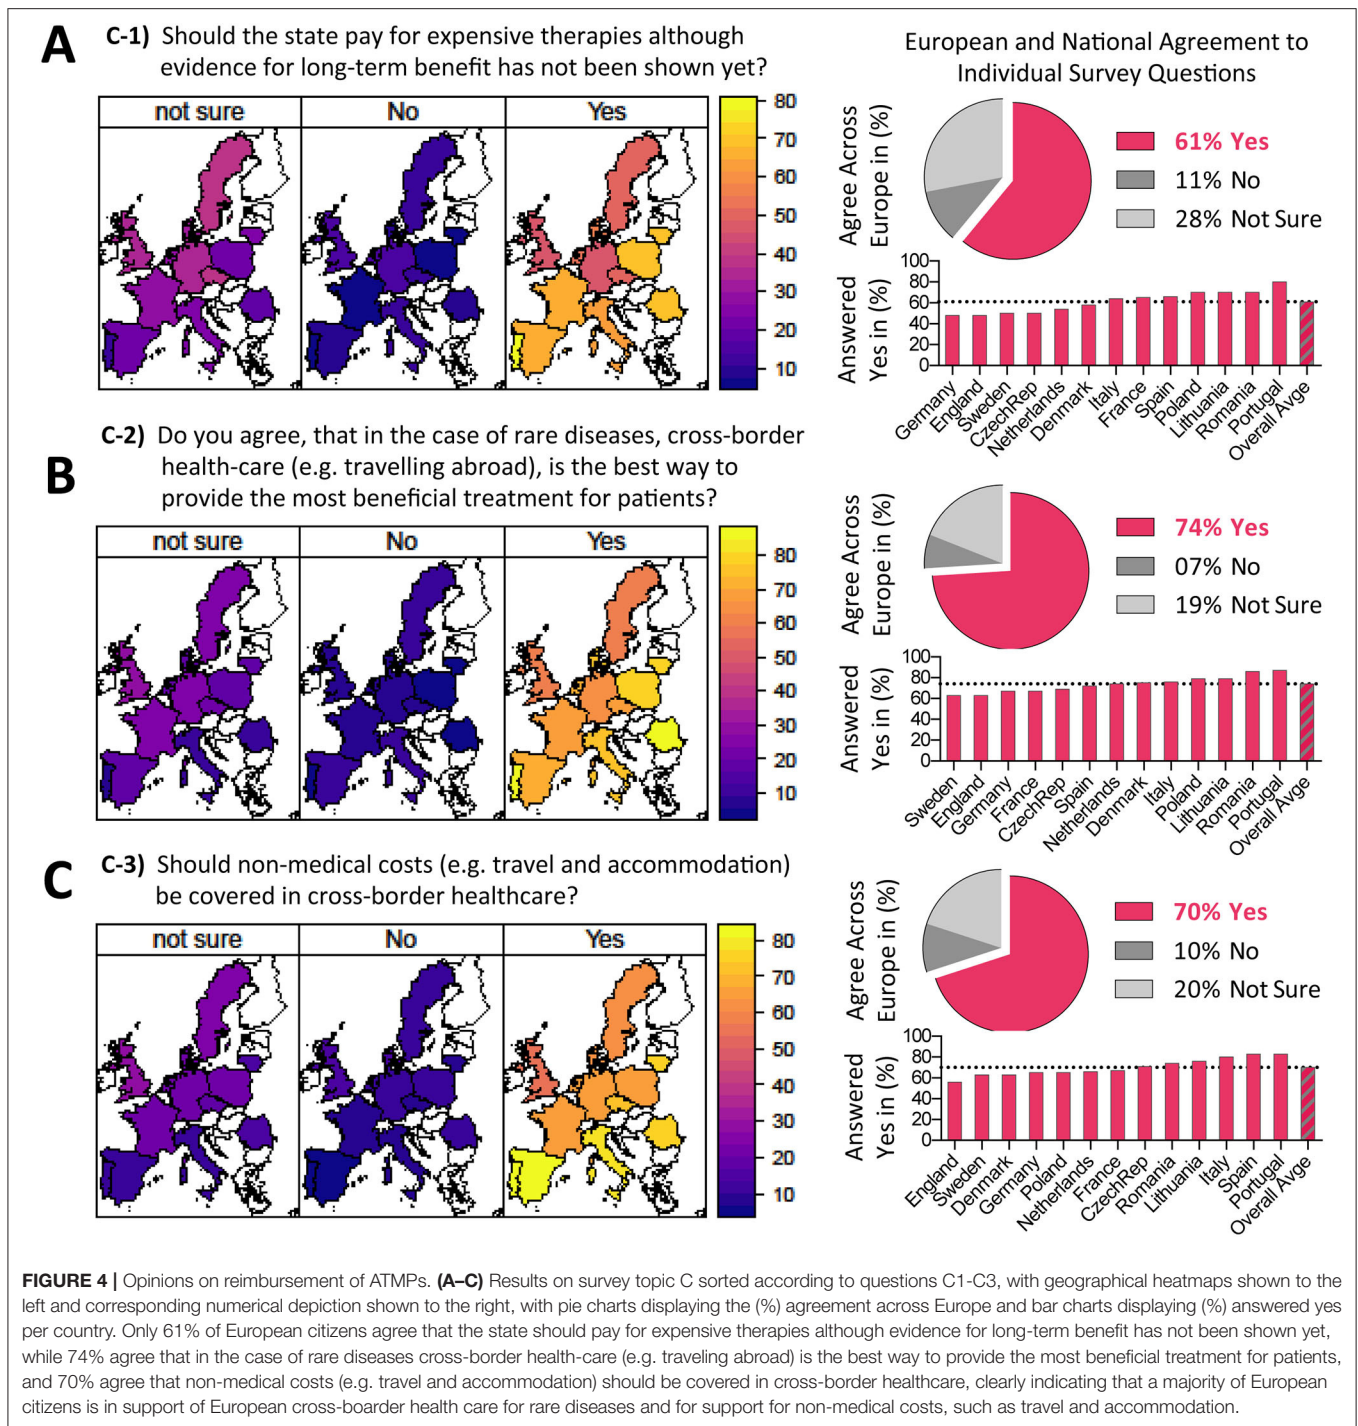 A
C-1) Should the state pay for expensive therapies although
evidence for long-term benefit has not been shown yet?
not sure
No
Yes
80
70
60
50
40
30
20
10
European and National Agreement to
Individual Survey Questions
Agree Across
Europe in (%)
61% Yes
11% No
28% Not Sure
Answered
Yes in (%)
100
80
60
40
20
0
Germany
England
Sweden
CzechRep
Netherlands
Denmark
Italy
France
Spain
Poland
Lithuania
Romania
Portugal
Overall Avge
B
C-2) Do you agree, that in the case of rare diseases, cross-border
health-care (e.g. travelling abroad), is the best way to
provide the most beneficial treatment for patients?
not sure
No
Yes
80
70
60
50
40
30
20
10
Agree Across
Europe in (%)
74% Yes
07% No
19% Not Sure
Answered
Yes in (%)
100
80
60
40
20
0
Sweden
England
Germany
France
CzechRep
Spain
Netherlands
Denmark
Italy
Poland
Lithuania
Romania
Portugal
Overall Avge
C
C-3) Should non-medical costs (e.g. travel and accommodation)
be covered in cross-border healthcare?
not sure
No
Yes
80
70
60
50
40
30
20
10
Agree Across
Europe in (%)
70% Yes
10% No
20% Not Sure
Answered
Yes in (%)
100
80
60
40
20
0
England
Sweden
Denmark
Germany
Poland
Netherlands
France
CzechRep
Romania
Lithuania
Italy
Spain
Portugal
Overall Avge
FIGURE 4 | Opinions on reimbursement of ATMPs. (A–C) Results on survey topic C sorted according to questions C1-C3, with geographical heatmaps shown to the
left and corresponding numerical depiction shown to the right, with pie charts displaying the (%) agreement across Europe and bar charts displaying (%) answered yes
per country. Only 61% of European citizens agree that the state should pay for expensive therapies although evidence for long-term benefit has not been shown yet,
while 74% agree that in the case of rare diseases cross-border health-care (e.g. traveling abroad) is the best way to provide the most beneficial treatment for patients,
and 70% agree that non-medical costs (e.g. travel and accommodation) should be covered in cross-border healthcare, clearly indicating that a majority of European
citizens is in support of European cross-boarder health care for rare diseases and for support for non-medical costs, such as travel and accommodation.